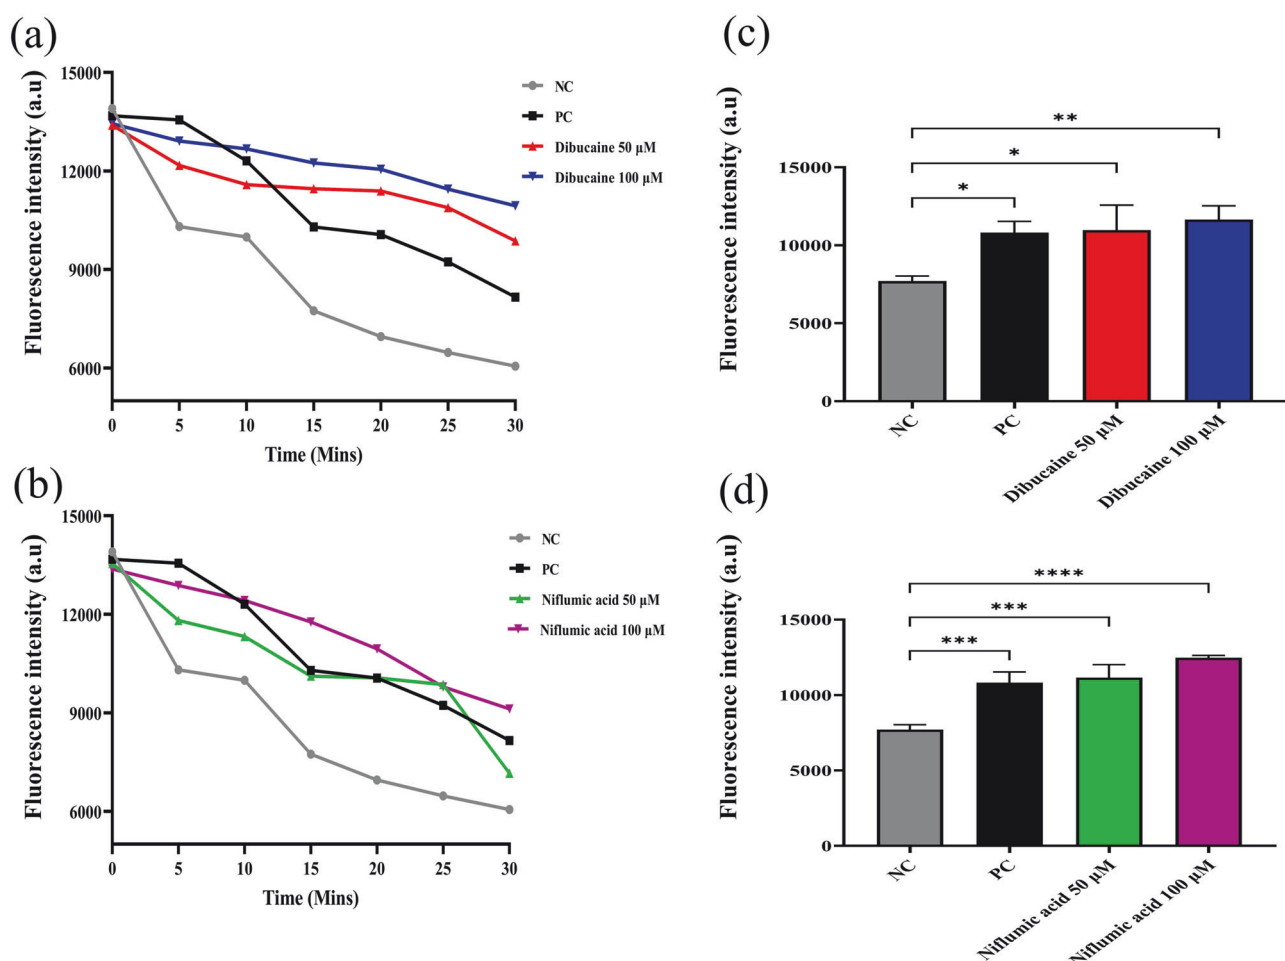 (a)
Fluorescence intensity (a.u)
15000
12000
9000
6000
0 5 10 15 20 25 30
Time (Mins)
NC
PC
Dibucaine 50 μM
Dibucaine 100 μM
(b)
Fluorescence intensity (a.u)
15000
12000
9000
6000
0 5 10 15 20 25 30
Time (Mins)
NC
PC
Niflumic acid 50 μM
Niflumic acid 100 μM
(c)
Fluorescence intensity (a.u)
15000
10000
5000
0
**
*
*
NC
PC
Dibucaine 50 μM
Dibucaine 100 μM
(d)
Fluorescence intensity (a.u)
15000
10000
5000
0
****
***
***
NC
PC
Niflumic acid 50 μM
Niflumic acid 100 μM